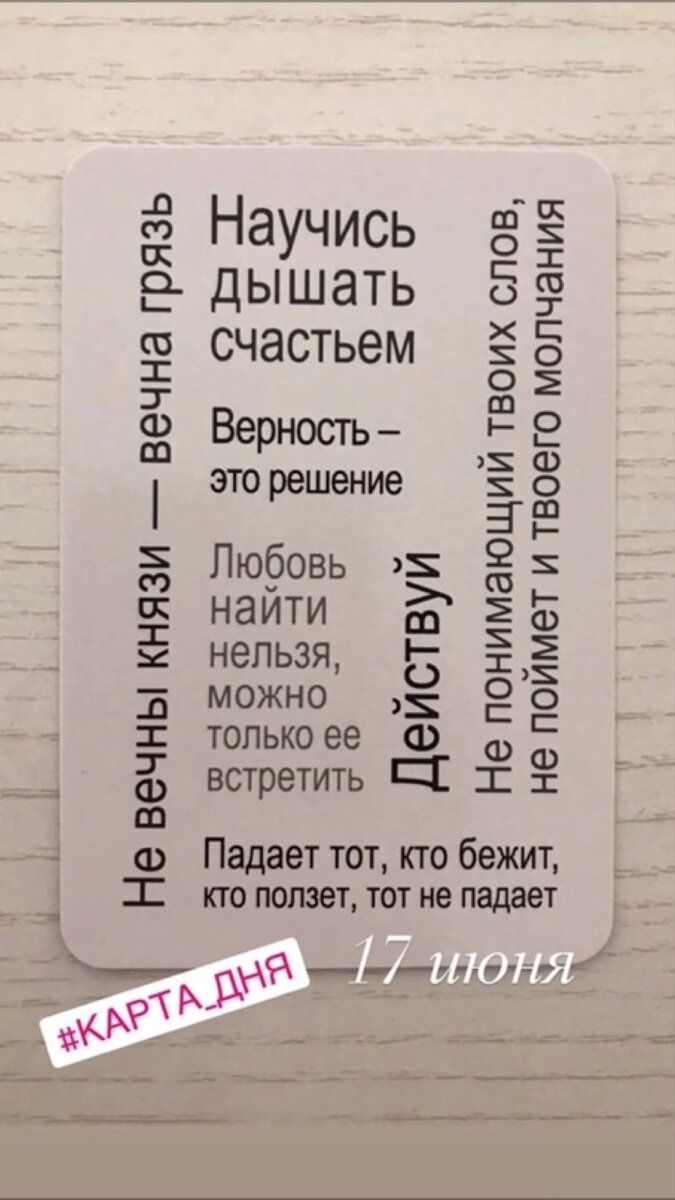 Не вечны князи — вечна грязь
Научись
дышать
счастьем
Верность –
это решение
Любовь
найти
нельзя,
можно
только ее
встретить
Действуй
Не понимающий твоих слов,
не поймет и твоего молчания
Падает тот, кто бежит,
кто ползет, тот не падает
17 июня
#КАРТА_ДНЯ